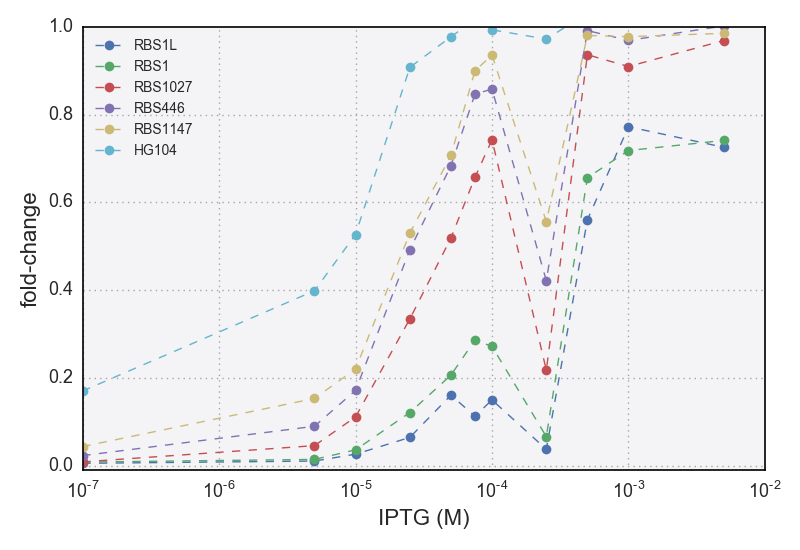 1.0
0.8
0.6
0.4
0.2
0.0
fold-change
RBS1L
RBS1
RBS1027
RBS446
RBS1147
HG104
10⁻⁷ 10⁻⁶ 10⁻⁵ 10⁻⁴ 10⁻³ 10⁻²
IPTG (M)